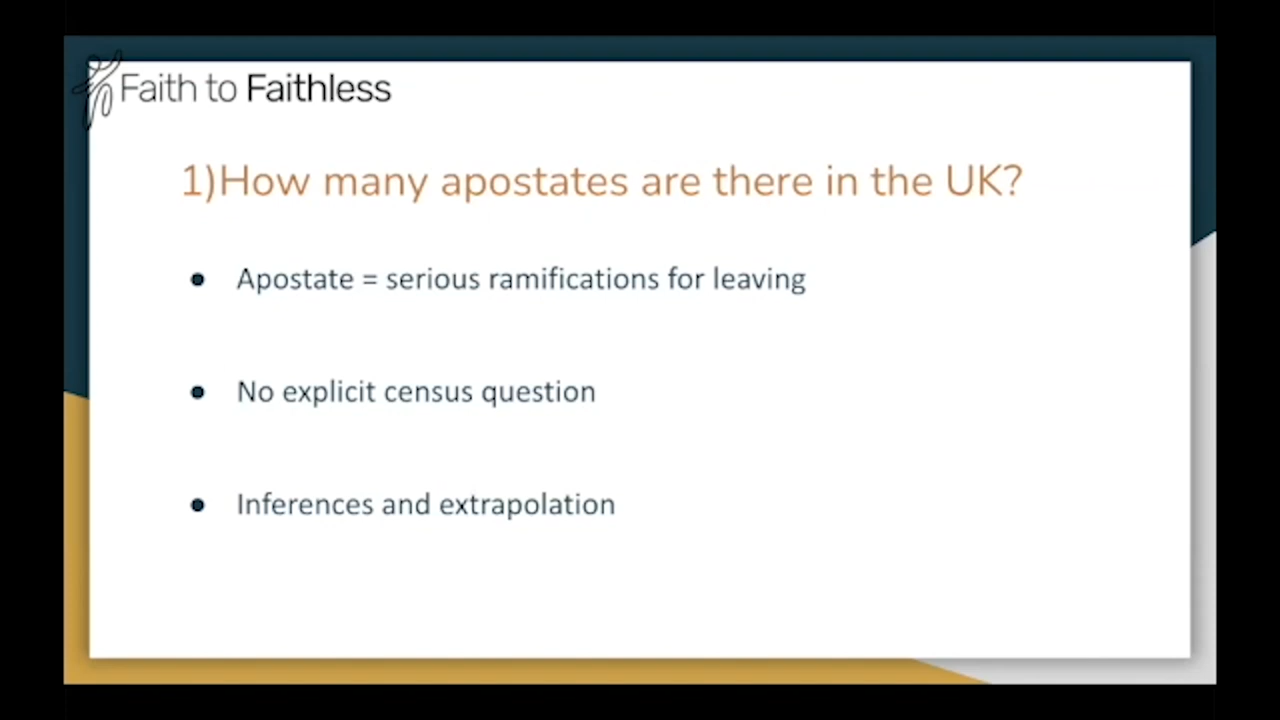 Faith to Faithless
1)How many apostates are there in the UK?
● Apostate = serious ramifications for leaving
● No explicit census question
● Inferences and extrapolation